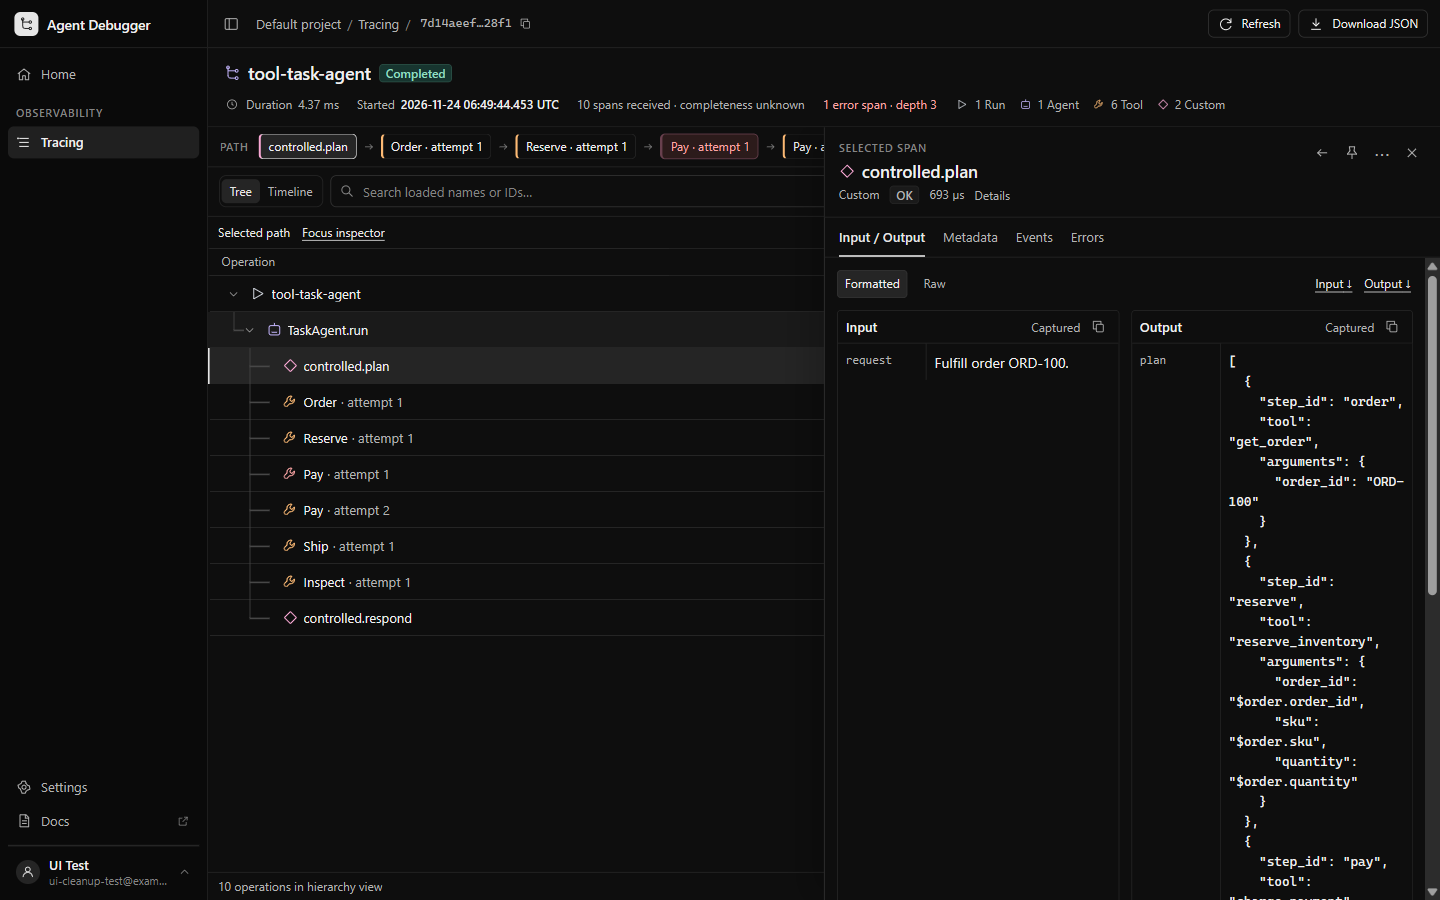 Agent Debugger
Default project / Tracing / 7d14aeef…28f1
Refresh
Download JSON
Home
OBSERVABILITY
Tracing
tool-task-agent Completed
Duration 4.37 ms Started 2026-11-24 06:49:44.453 UTC 10 spans received · completeness unknown 1 error span · depth 3 1 Run 1 Agent 6 Tool 2 Custom
PATH controlled.plan → Order · attempt 1 → Reserve · attempt 1 → Pay · attempt 1 → Pay · a
Tree Timeline Search loaded names or IDs...
Selected path Focus inspector
Operation
tool-task-agent
TaskAgent.run
controlled.plan
Order · attempt 1
Reserve · attempt 1
Pay · attempt 1
Pay · attempt 2
Ship · attempt 1
Inspect · attempt 1
controlled.respond
10 operations in hierarchy view
SELECTED SPAN
controlled.plan
Custom OK 693 µs Details
Input / Output Metadata Events Errors
Formatted Raw Input ↓ Output ↓
Input Captured
request Fulfill order ORD-100.
Output Captured
plan [
{
"step_id": "order",
"tool":
"get_order",
"arguments": {
"order_id": "ORD-
100"
}
},
{
"step_id":
"reserve",
"tool":
"reserve_inventory",
"arguments": {
"order_id":
"$order.order_id",
"sku":
"$order.sku",
"quantity":
"$order.quantity"
}
},
{
"step_id": "pay",
"tool":
"charge_payment",
Settings
Docs
UI Test
ui-cleanup-test@exam...